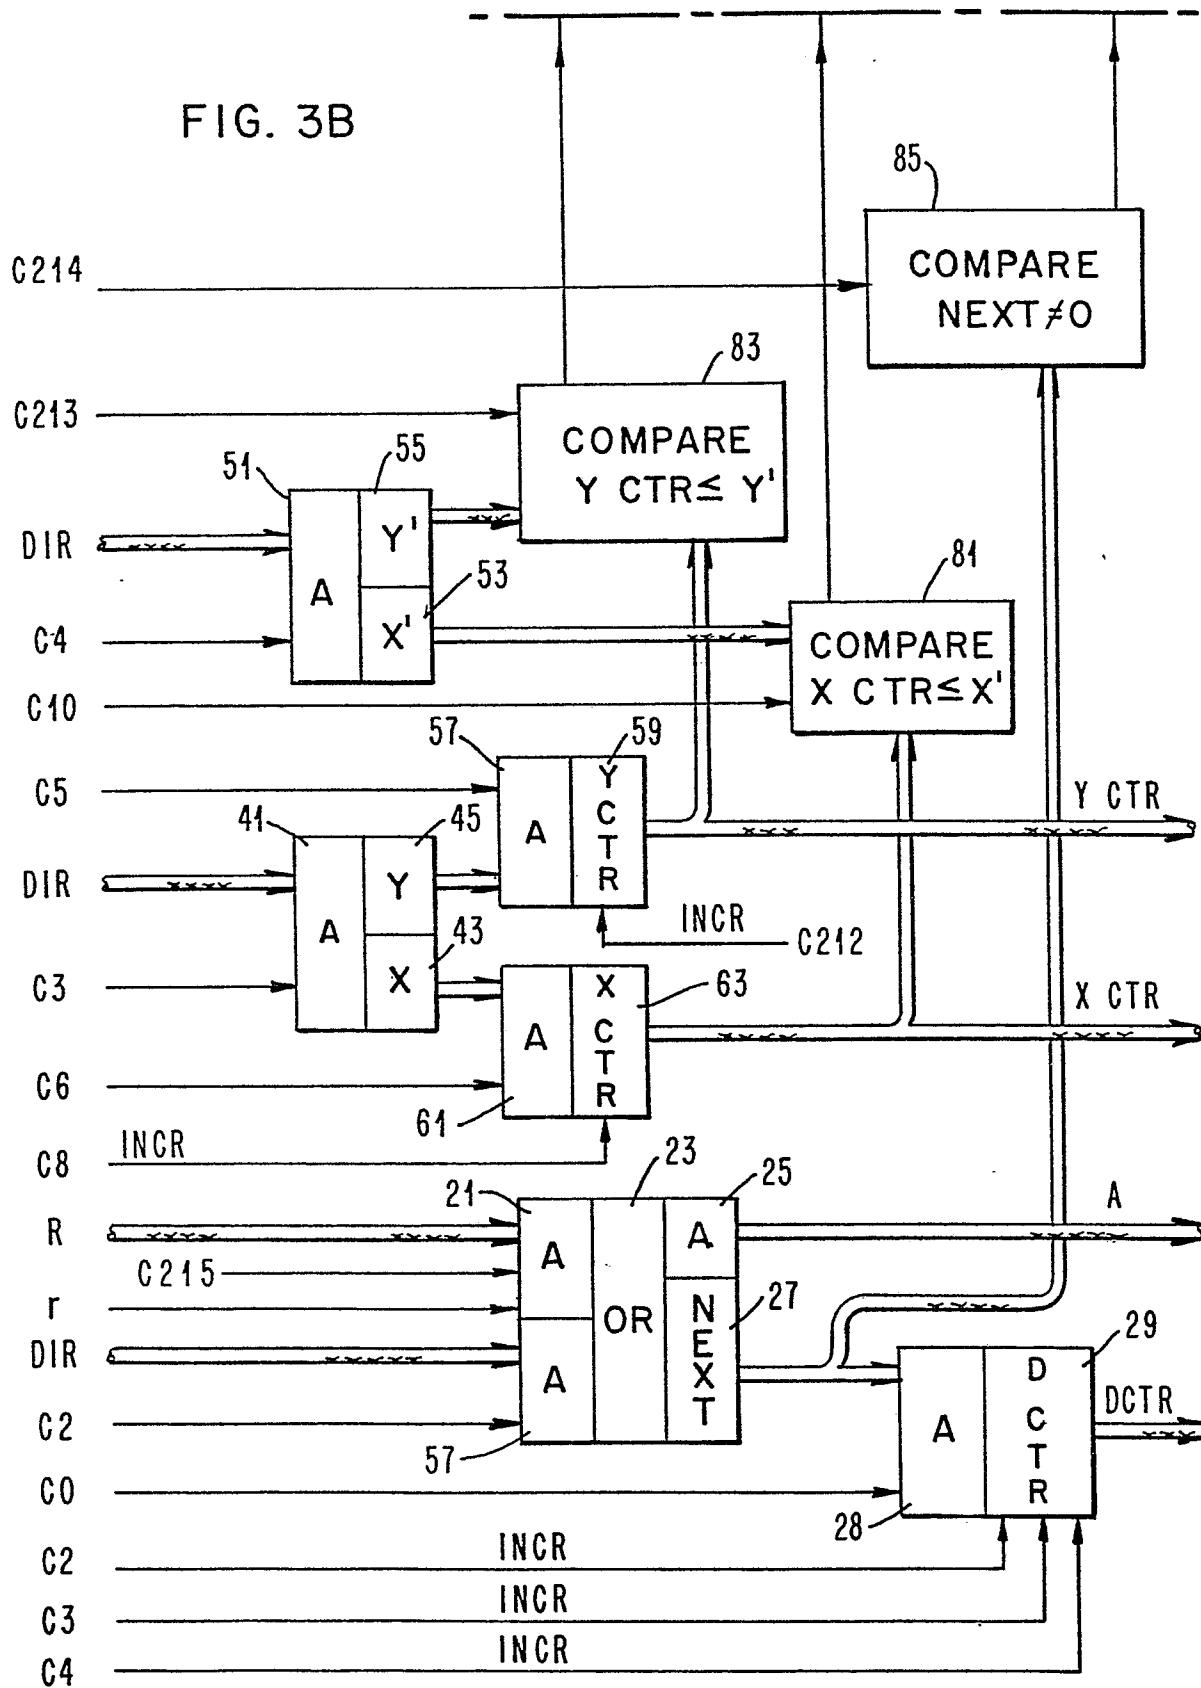 FIG. 3B
85
C214
COMPARE
NEXT≠0
83
C213
COMPARE
Y CTR≤ Y'
51
55
DIR
A
Y'
53
X'
C4
81
COMPARE
X CTR≤X'
C10
57
59
C5
A
Y
C
T
R
Y CTR
41
45
DIR
A
Y
INCR
C212
43
X
C3
63
A
X
C
T
R
X CTR
C6
61
C8
INCR
21
23
25
A
R
A
A
C215
r
OR
NEXT
27
DIR
A
29
D
C
T
R
DCTR
A
C2
57
C0
28
C2
INCR
C3
INCR
C4
INCR